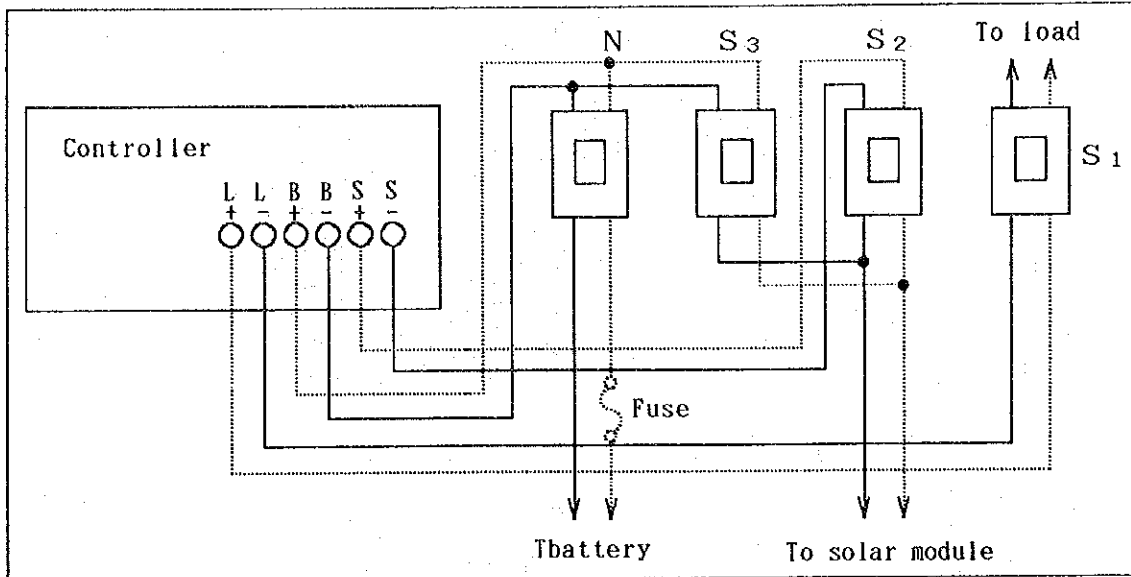 To load
N S3 S2
Controller
S1
L L B B S S
+ - + - + -
Fuse
Tbattery To solar module